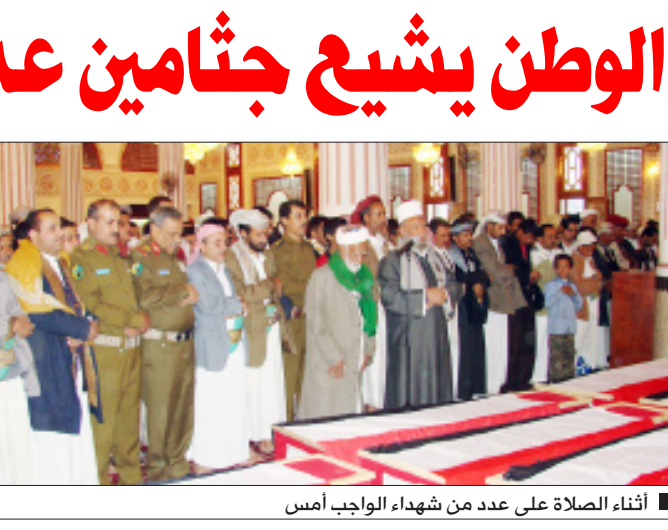 الوطن يشيع جثامين
أثناء الصلاة على عدد من شهداء الواجب أمس